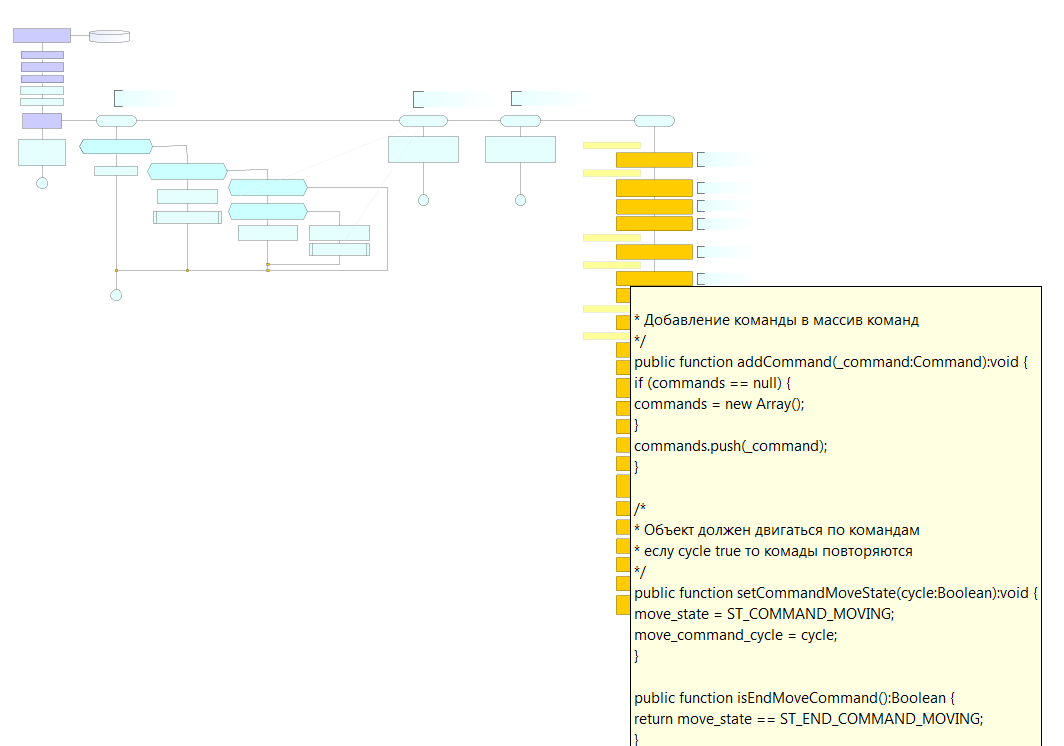 * Добавление команды в массив команд
*/
public function addCommand(_command:Command):void {
if (commands == null) {
commands = new Array();
}
commands.push(_command);
}
/*
* Объект должен двигаться по командам
* еслу cycle true то комады повторяются
*/
public function setCommandMoveState(cycle:Boolean):void {
move_state = ST_COMMAND_MOVING;
move_command_cycle = cycle;
}
public function isEndMoveCommand():Boolean {
return move_state == ST_END_COMMAND_MOVING;
}